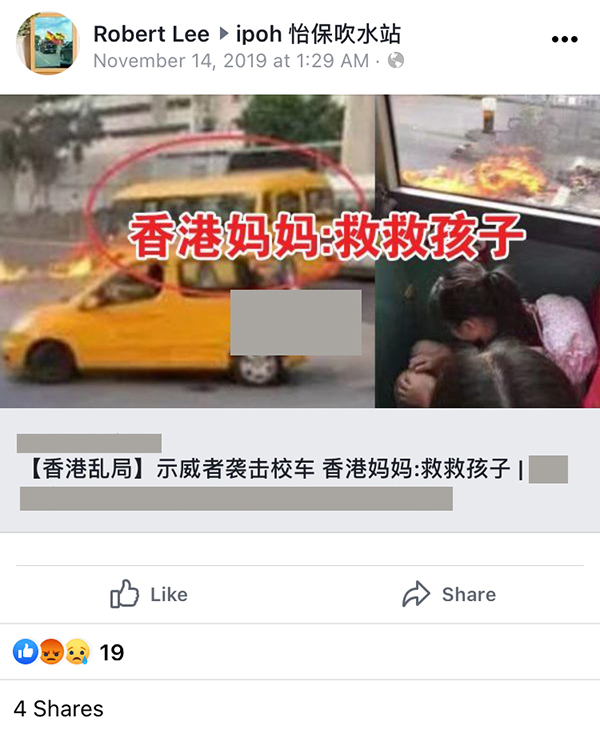 Robert Lee ▸ ipoh 怡保吹水站
November 14, 2019 at 1:29 AM ·
香港妈妈:救救孩子
【香港乱局】示威者袭击校车 香港妈妈:救救孩子 |
Like
Share
19
4 Shares